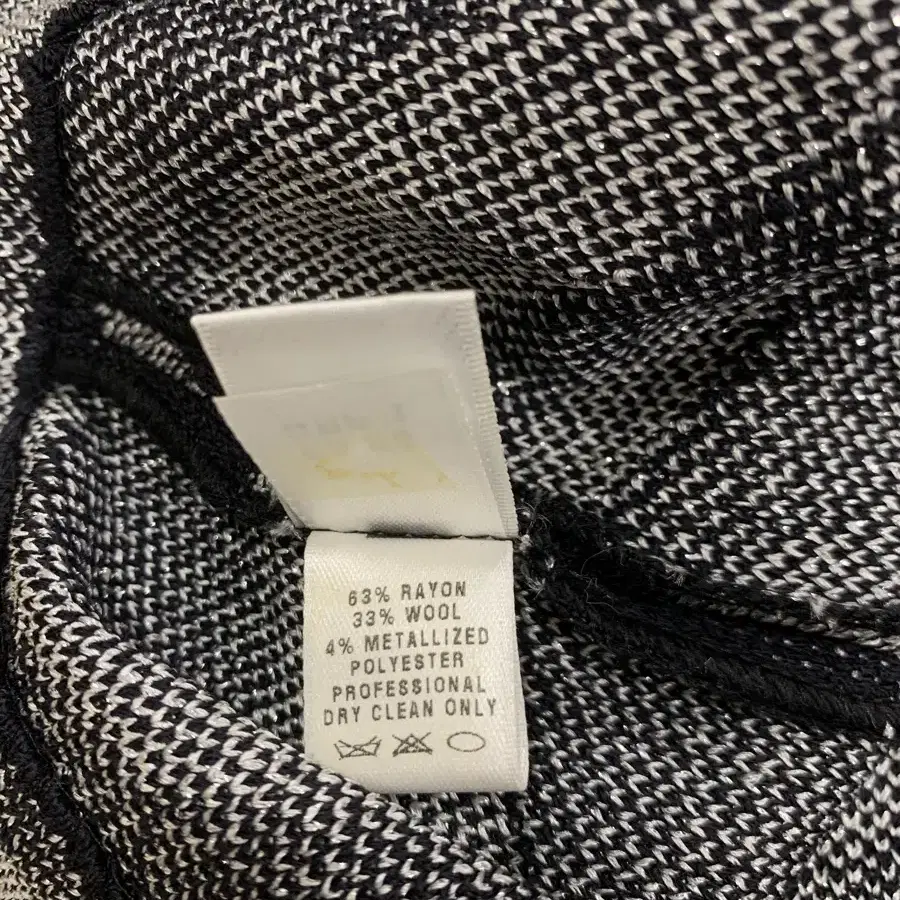 63% RAYON
33% WOOL
4% METALLIZED
POLYESTER
PROFESSIONAL
DRY CLEAN ONLY